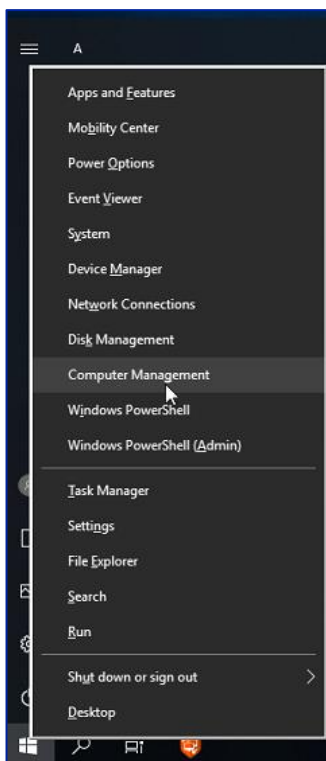 A
Apps and Features
Mobility Center
Power Options
Event Viewer
System
Device Manager
Network Connections
Disk Management
Computer Management
Windows PowerShell
Windows PowerShell (Admin)
Task Manager
Settings
File Explorer
Search
Run
Shut down or sign out
Desktop